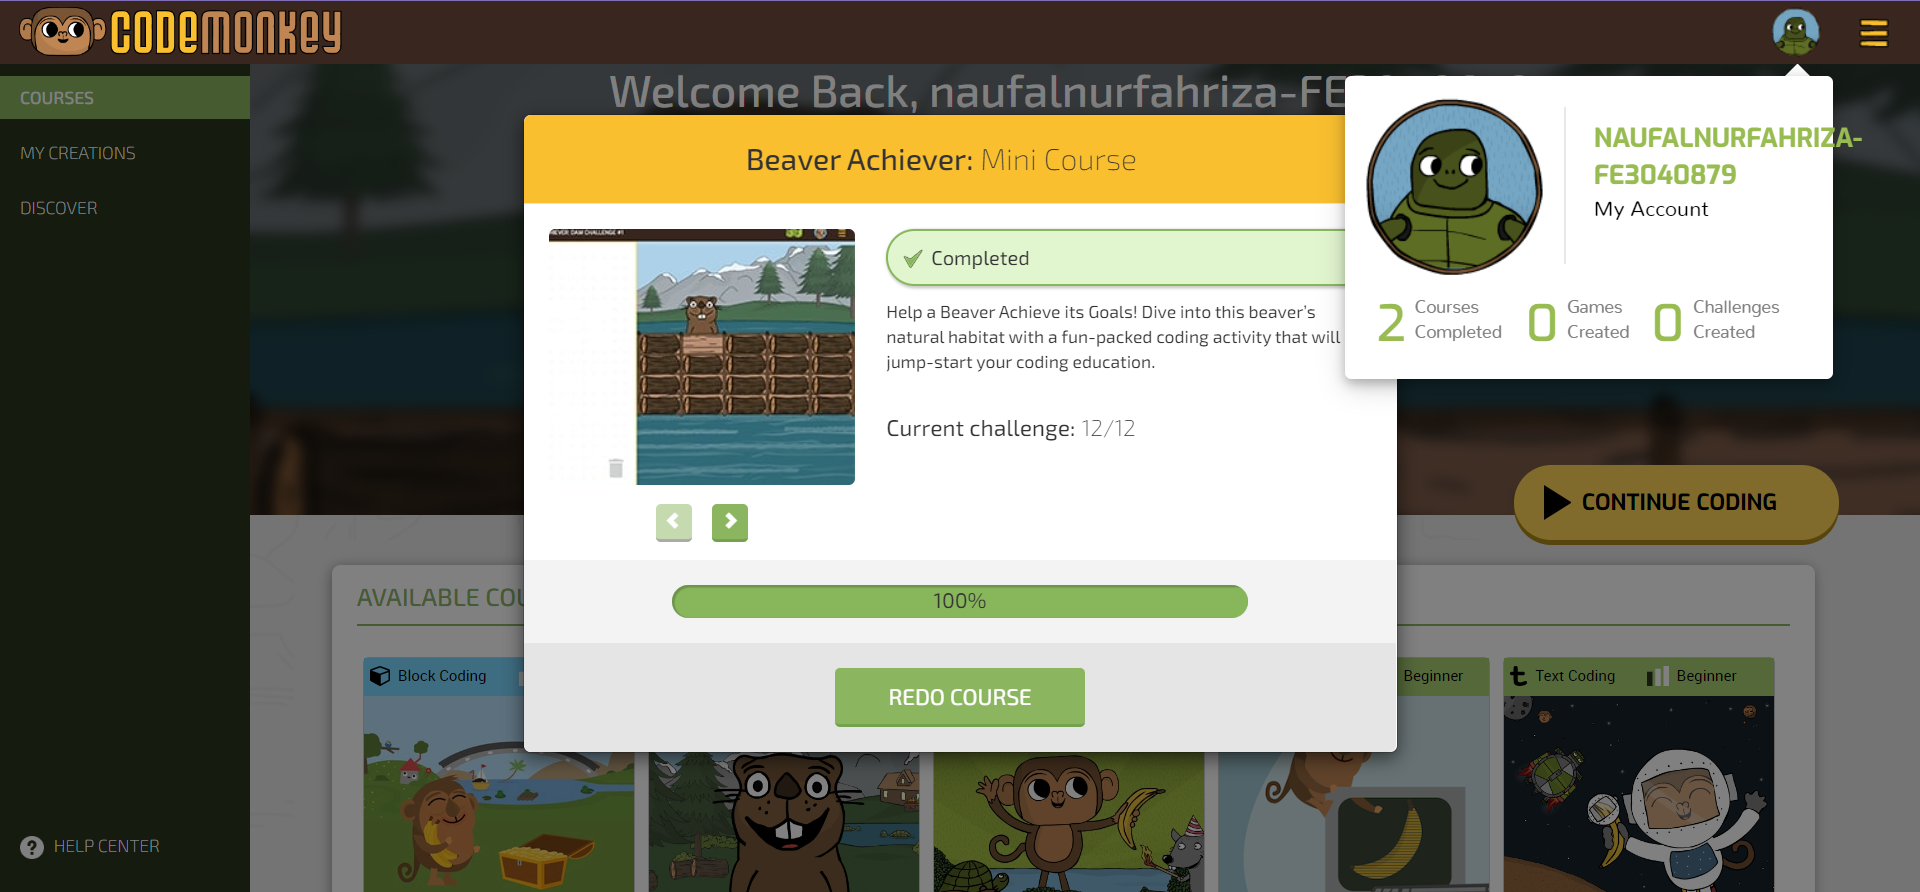 CODEMONKEY
COURSES
MY CREATIONS
DISCOVER
HELP CENTER
Welcome Back, naufalnurfahriza-FE
Beaver Achiever: Mini Course
DAM CHALLENGE #1
Completed
Help a Beaver Achieve its Goals! Dive into this beaver's
natural habitat with a fun-packed coding activity that will
jump-start your coding education.
Current challenge: 12/12
100%
REDO COURSE
NAUFALNURFAHRIZA-
FE3040879
My Account
2 Courses Completed
0 Games Created
0 Challenges Created
CONTINUE CODING
AVAILABLE COU
Block Coding
Beginner
Text Coding
Beginner